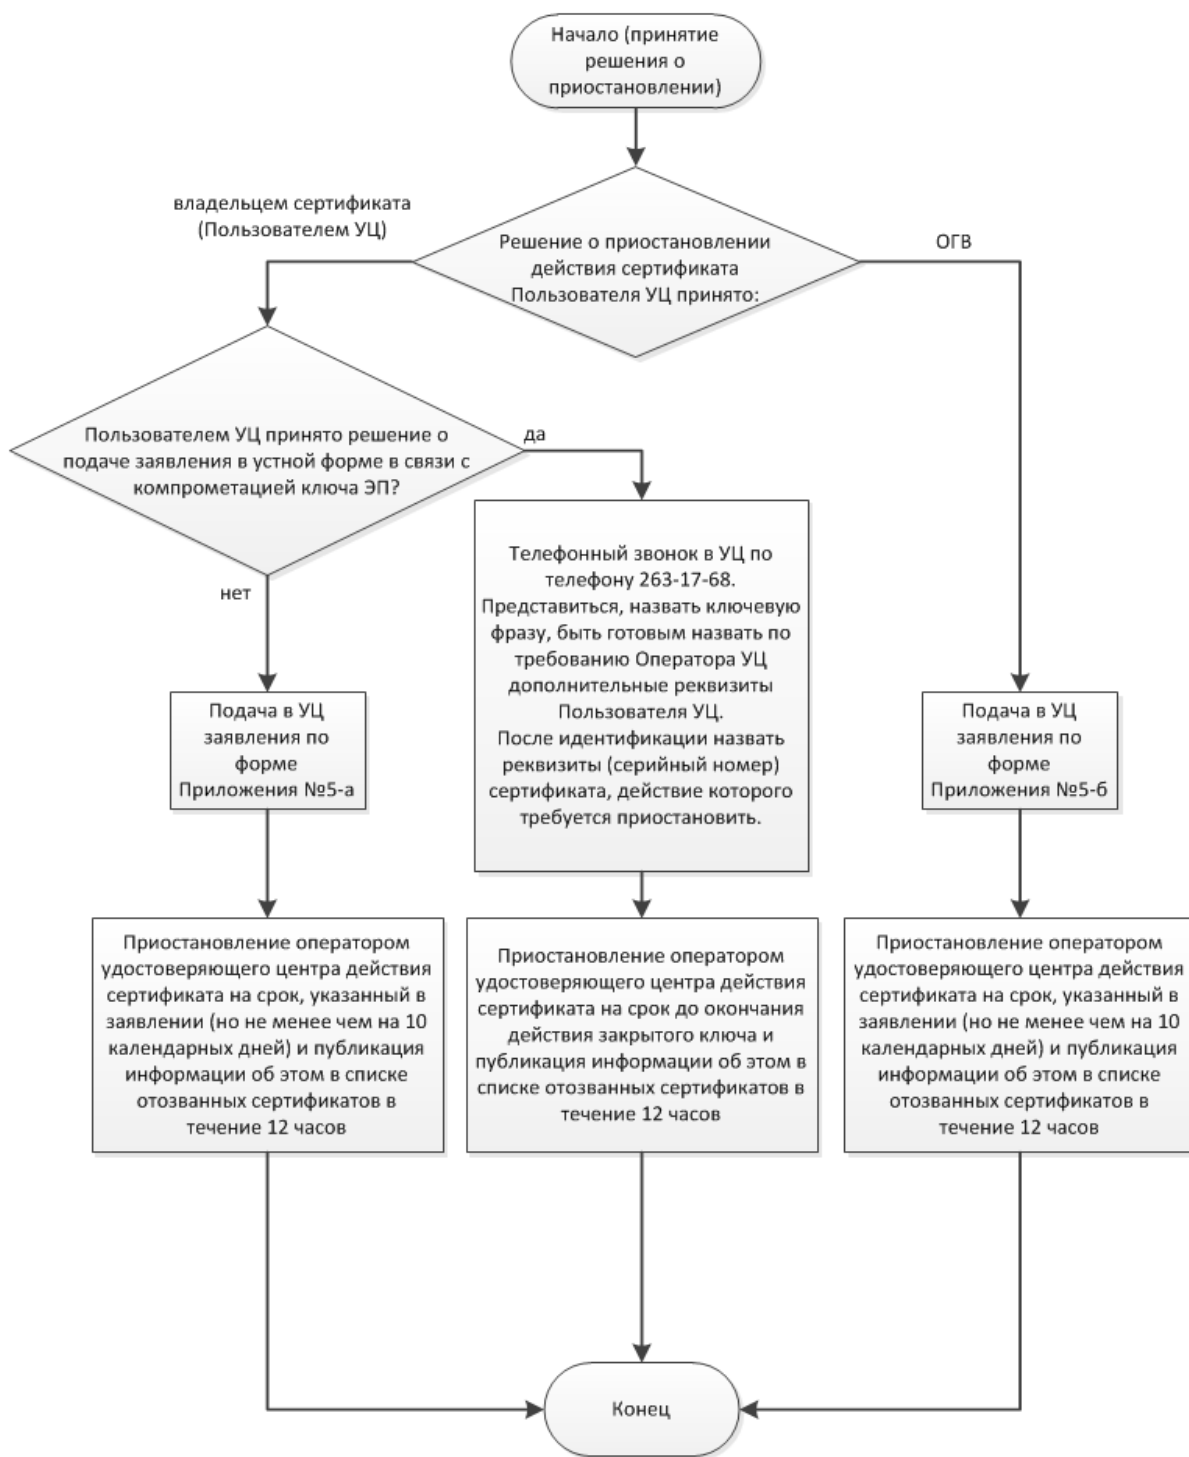 Начало (принятие
решения о
приостановлении)
владельцем сертификата
(Пользователем УЦ)
Решение о приостановлении
действия сертификата
Пользователя УЦ принято:
ОГВ
Пользователем УЦ принято решение о
подаче заявления в устной форме в связи с
компрометацией ключа ЭП?
да
нет
Телефонный звонок в УЦ по
телефону 263-17-68.
Представиться, назвать ключевую
фразу, быть готовым назвать по
требованию Оператора УЦ
дополнительные реквизиты
Пользователя УЦ.
После идентификации назвать
реквизиты (серийный номер)
сертификата, действие которого
требуется приостановить.
Подача в УЦ
заявления по
форме
Приложения №5-а
Подача в УЦ
заявления по
форме
Приложения №5-б
Приостановление оператором
удостоверяющего центра действия
сертификата на срок, указанный в
заявлении (но не менее чем на 10
календарных дней) и публикация
информации об этом в списке
отозванных сертификатов в
течение 12 часов
Приостановление оператором
удостоверяющего центра действия
сертификата на срок до окончания
действия закрытого ключа и
публикация информации об этом в
списке отозванных сертификатов в
течение 12 часов
Приостановление оператором
удостоверяющего центра действия
сертификата на срок, указанный в
заявлении (но не менее чем на 10
календарных дней) и публикация
информации об этом в списке
отозванных сертификатов в
течение 12 часов
Конец